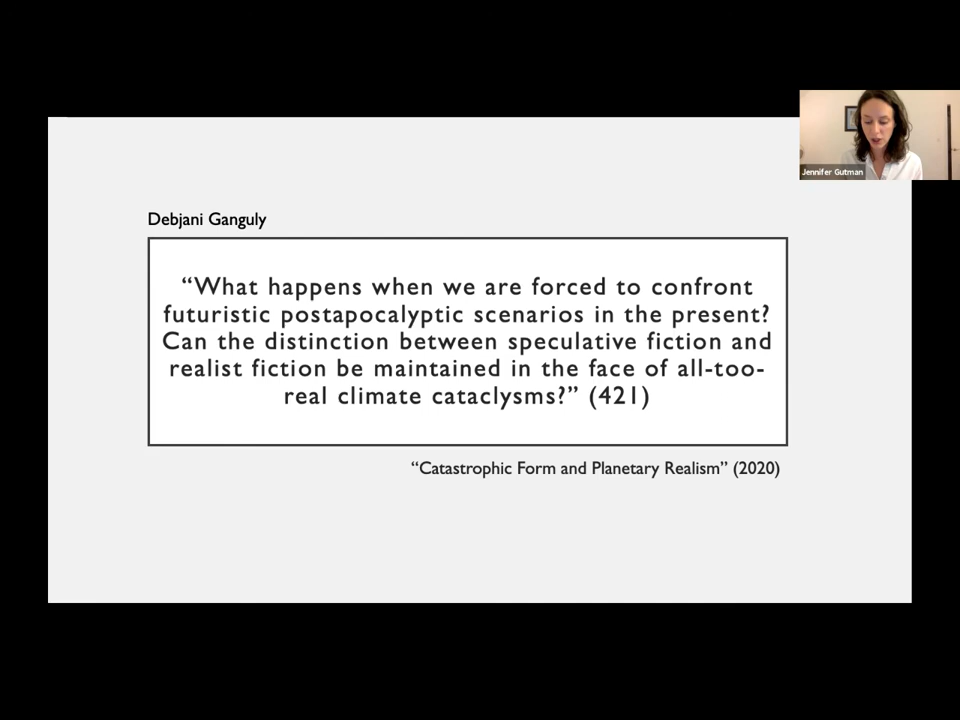 Jennifer Gutman
Debjani Ganguly
“What happens when we are forced to confront
futuristic postapocalyptic scenarios in the present?
Can the distinction between speculative fiction and
realist fiction be maintained in the face of all-too-
real climate cataclysms?” (421)
“Catastrophic Form and Planetary Realism” (2020)